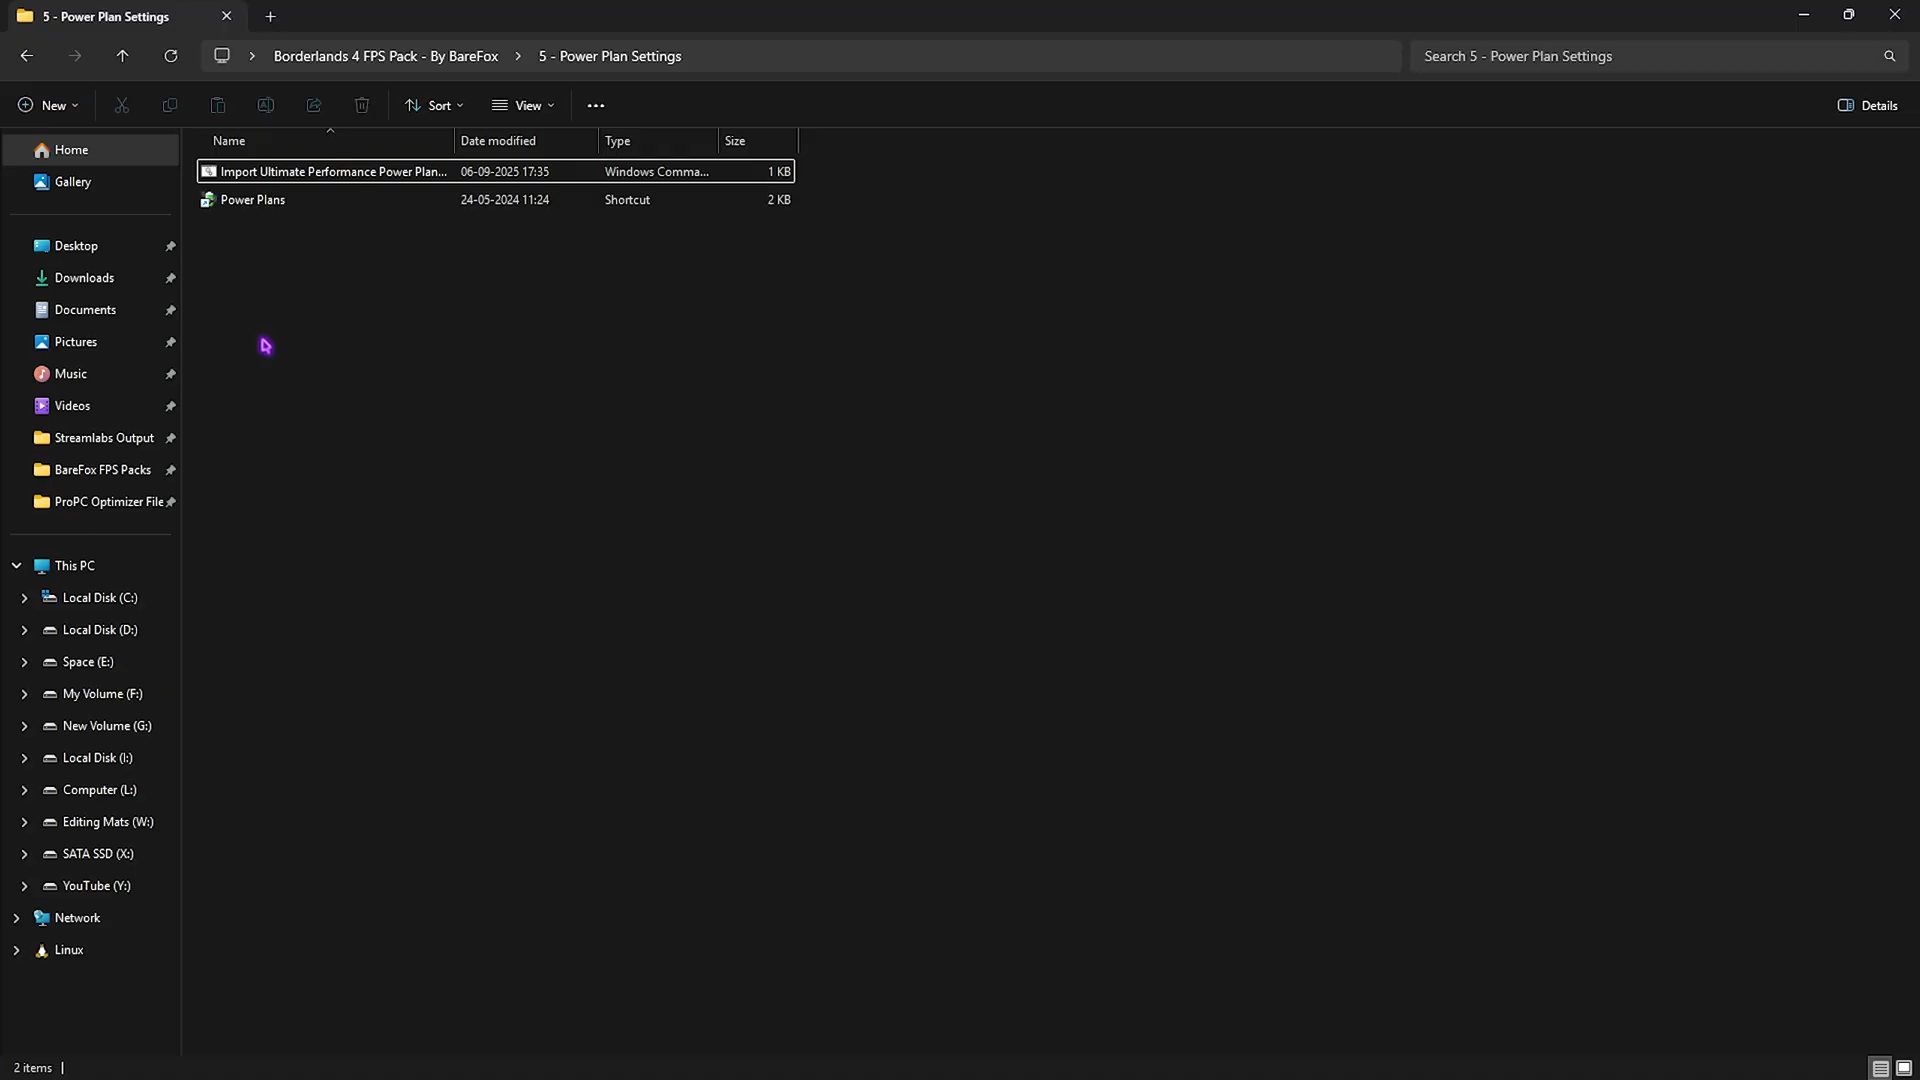 5 - Power Plan Settings
Borderlands 4 FPS Pack - By BareFox
5 - Power Plan Settings
Search 5 - Power Plan Settings
New
Sort
View
Details
Name
Date modified
Type
Size
Home
Import Ultimate Performance Power Plan... 06-09-2025 17:35 Windows Comma... 1 KB
Gallery
Power Plans 24-05-2024 11:24 Shortcut 2 KB
Desktop
Downloads
Documents
Pictures
Music
Videos
Streamlabs Output
BareFox FPS Packs
ProPC Optimizer File
This PC
Local Disk (C:)
Local Disk (D:)
Space (E:)
My Volume (F:)
New Volume (G:)
Local Disk (I:)
Computer (L:)
Editing Mats (W:)
SATA SSD (X:)
YouTube (Y:)
Network
Linux
2 items